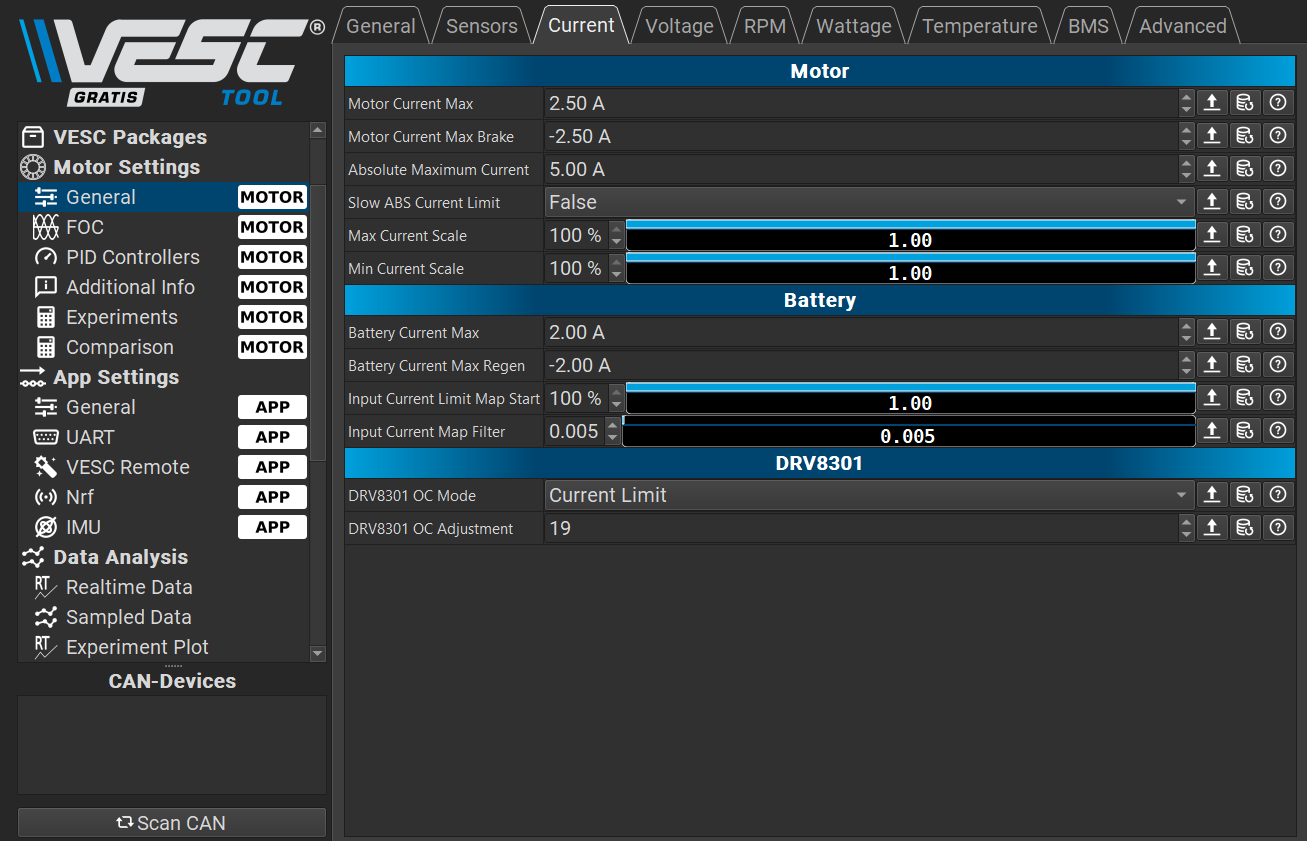 VESC®
GRATIS TOOL
VESC Packages
Motor Settings
General MOTOR
FOC MOTOR
PID Controllers MOTOR
Additional Info MOTOR
Experiments MOTOR
Comparison MOTOR
App Settings
General APP
UART APP
VESC Remote APP
Nrf APP
IMU APP
Data Analysis
RT Realtime Data
Sampled Data
RT Experiment Plot
CAN-Devices
Scan CAN
General Sensors Current Voltage RPM Wattage Temperature BMS Advanced
Motor
Motor Current Max 2.50 A
Motor Current Max Brake -2.50 A
Absolute Maximum Current 5.00 A
Slow ABS Current Limit False
Max Current Scale 100 % 1.00
Min Current Scale 100 % 1.00
Battery
Battery Current Max 2.00 A
Battery Current Max Regen -2.00 A
Input Current Limit Map Start 100 % 1.00
Input Current Map Filter 0.005 0.005
DRV8301
DRV8301 OC Mode Current Limit
DRV8301 OC Adjustment 19